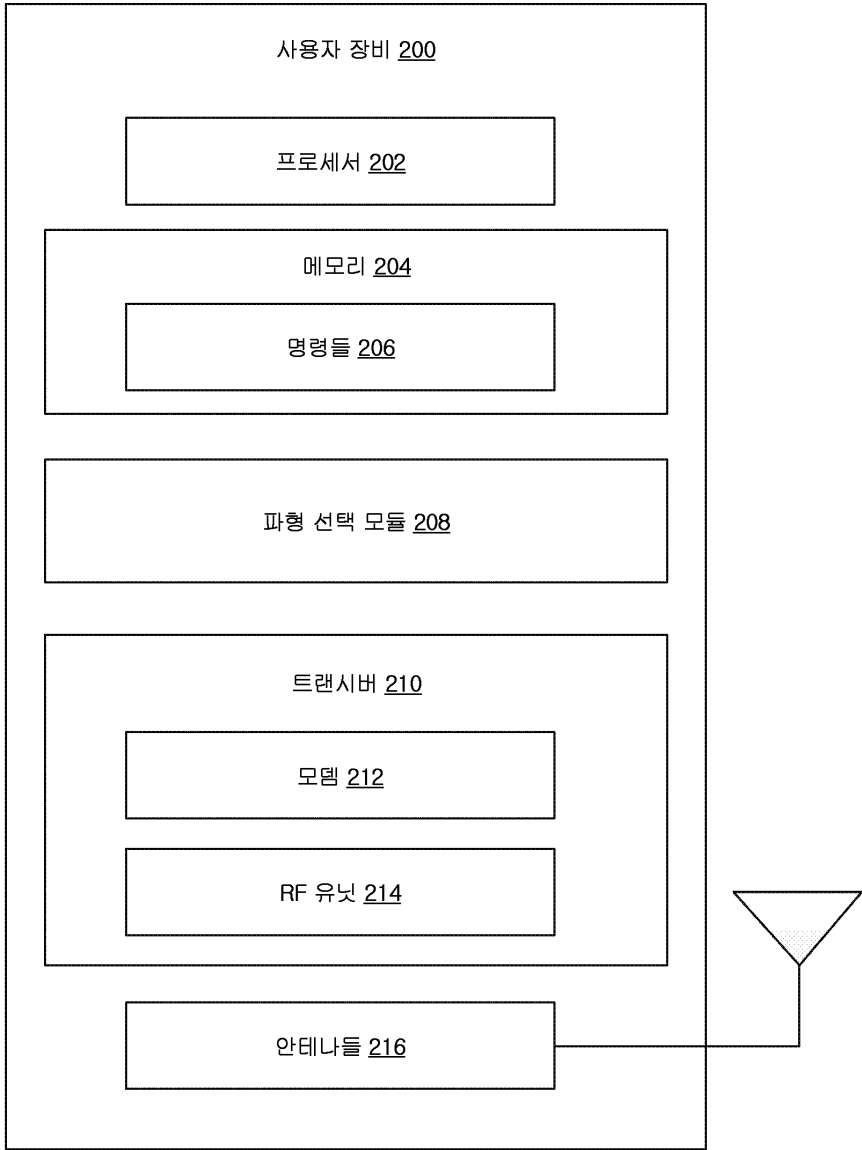 사용자 장비 200
프로세서 202
메모리 204
명령들 206
파형 선택 모듈 208
트랜시버 210
모뎀 212
RF 유닛 214
안테나들 216